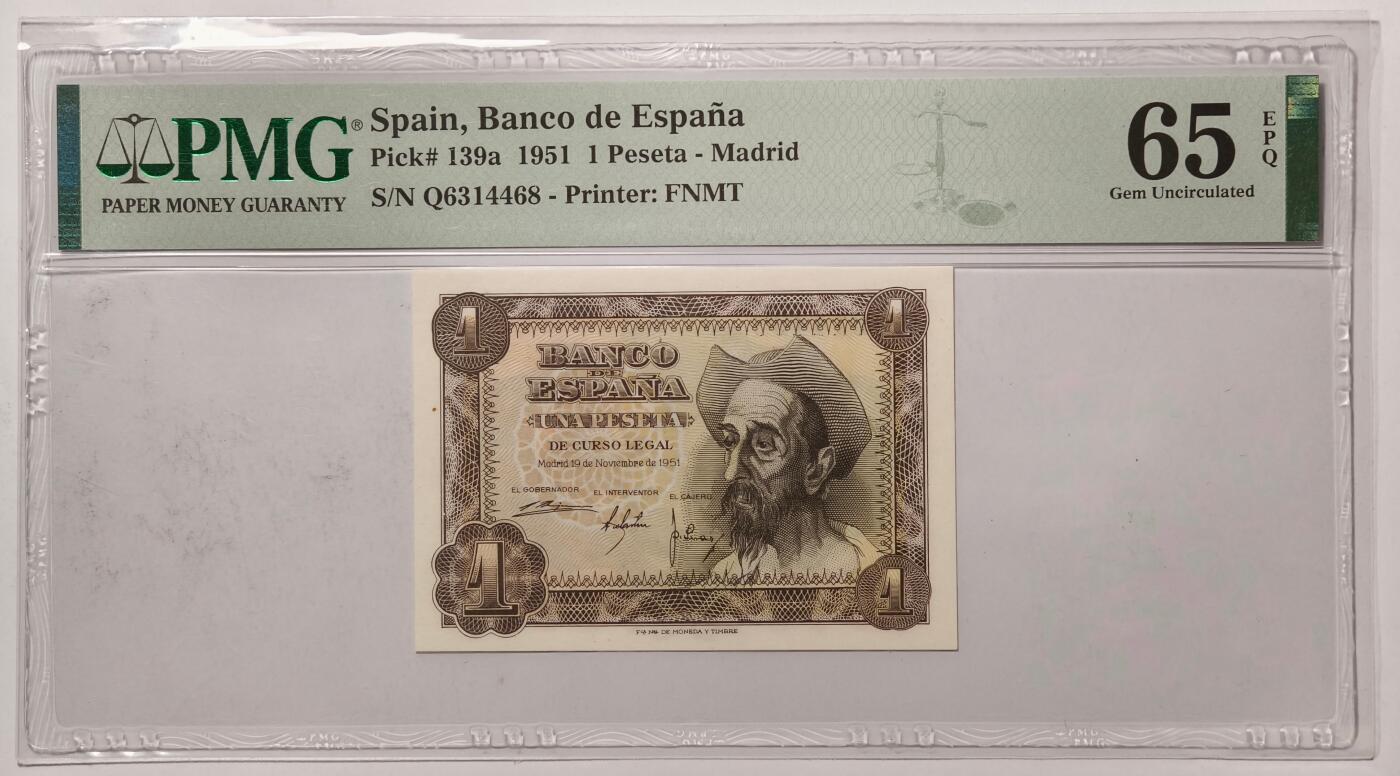 PMG®
PAPER MONEY GUARANTY
Spain, Banco de España
Pick# 139a 1951 1 Peseta - Madrid
S/N Q6314468 - Printer: FNMT
65
EPQ
Gem Uncirculated
1
1
BANCO
DE
ESPAÑA
UNA PESETA
DE CURSO LEGAL
Madrid 19 de Noviembre de 1951
EL GOBERNADOR EL INTERVENTOR EL CAJERO
1
1
DE MONEDA Y TIMBRE